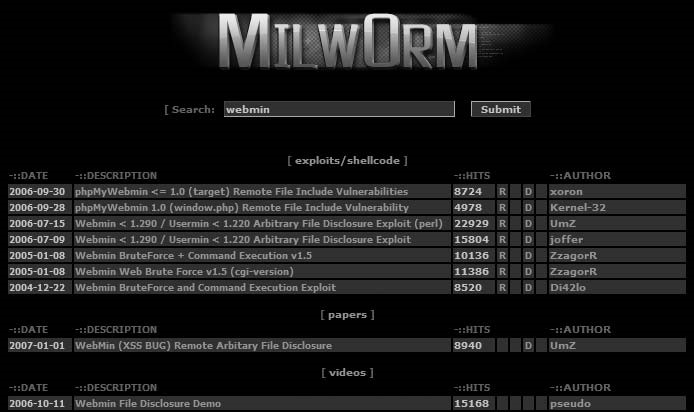 MILW0RM
[ Search: webmin Submit
[ exploits/shellcode ]
-::DATE -::DESCRIPTION -::HITS -::AUTHOR
2006-09-30 phpMyWebmin <= 1.0 (target) Remote File Include Vulnerabilities 8724 R D xoron
2006-09-28 phpMyWebmin 1.0 (window.php) Remote File Include Vulnerability 4978 R D Kernel-32
2006-07-15 Webmin < 1.290 / Usermin < 1.220 Arbitrary File Disclosure Exploit (perl) 22929 R D UmZ
2006-07-09 Webmin < 1.290 / Usermin < 1.220 Arbitrary File Disclosure Exploit 15804 R D joffer
2005-01-08 Webmin BruteForce + Command Execution v1.5 10136 R D ZzagorR
2005-01-08 Webmin Web Brute Force v1.5 (cgi-version) 11386 R D ZzagorR
2004-12-22 Webmin BruteForce and Command Execution Exploit 8520 R D Di42lo
[ papers ]
-::DATE -::DESCRIPTION -::HITS -::AUTHOR
2007-01-01 WebMin (XSS BUG) Remote Arbitary File Disclosure 8940 D UmZ
[ videos ]
-::DATE -::DESCRIPTION -::HITS -::AUTHOR
2006-10-11 Webmin File Disclosure Demo 15168 pseudo